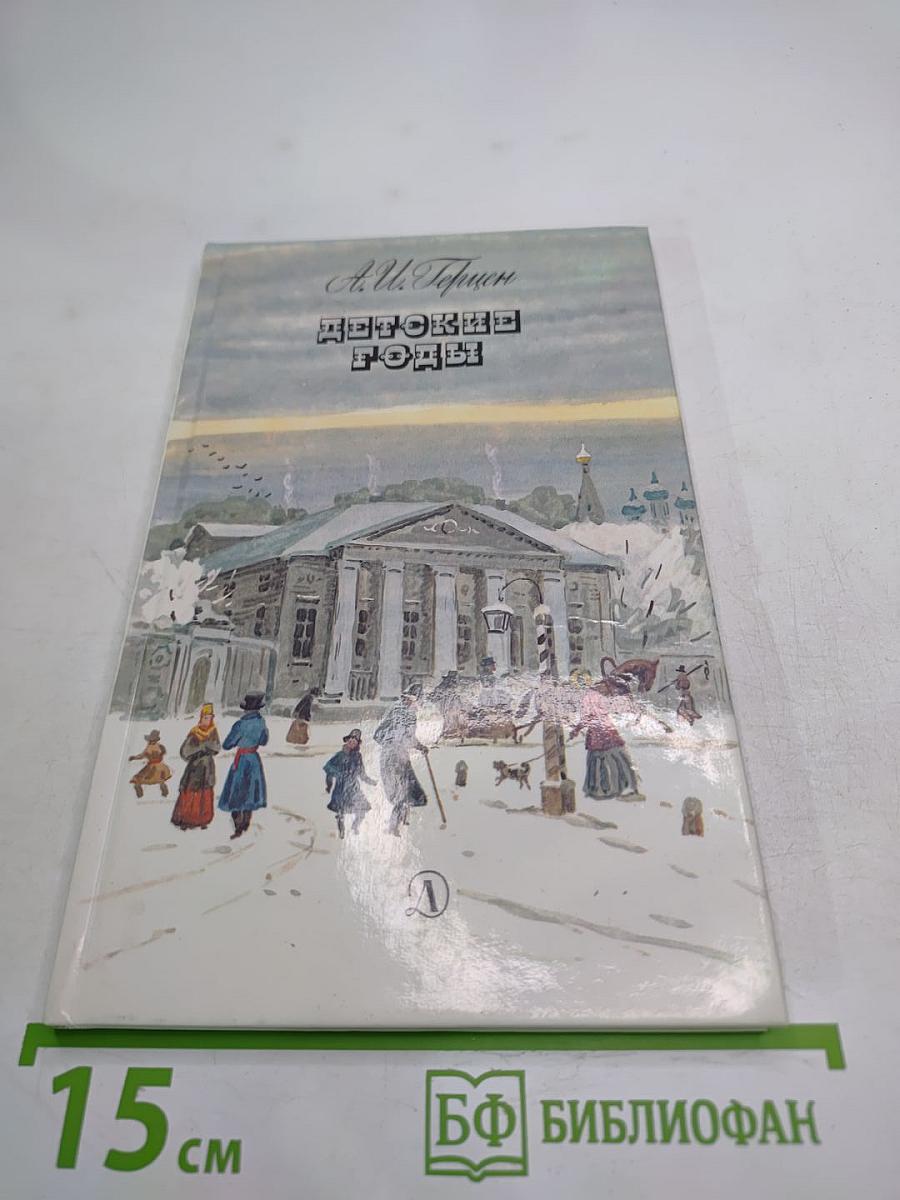 А. И. Герцен
ДЕТСКИЕ
ГОДЫ
Д
15 см
БФ БИБЛИОФАН